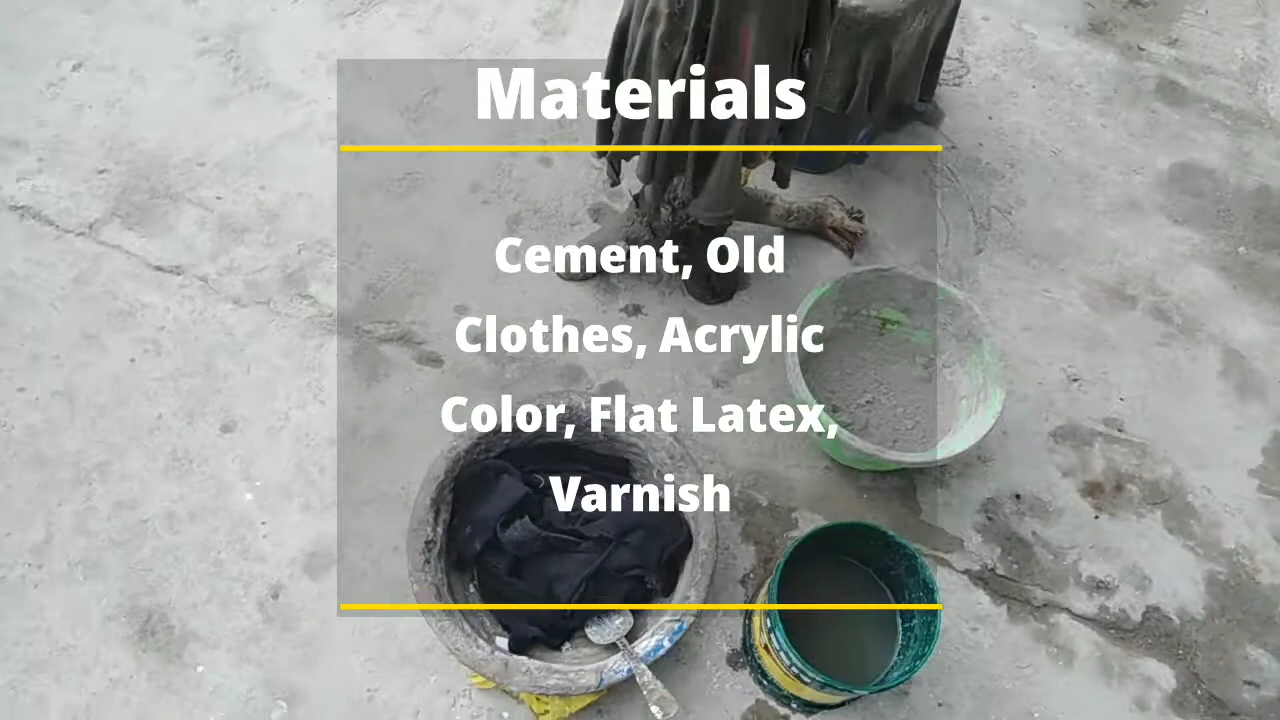 Materials
Cement, Old
Clothes, Acrylic
Color, Flat Latex,
Varnish